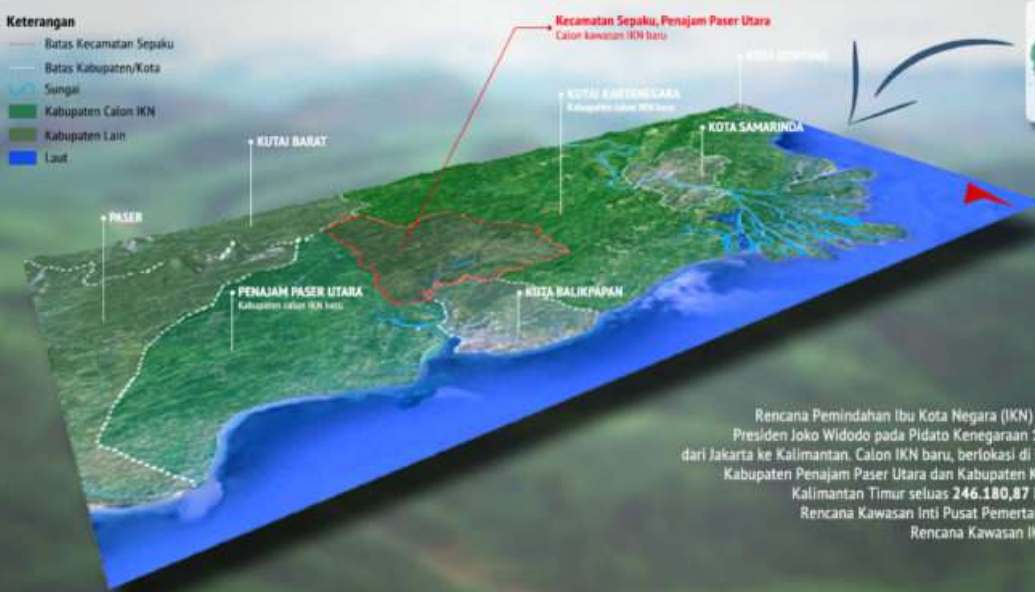 Keterangan
Batas Kecamatan Sepaku
Batas Kabupaten/Kota
Sungai
Kabupaten Calon IKN
Kabupaten Lain
Laut
Kecamatan Sepaku, Penajam Paser Utara
Calon kawasan IKN baru
KOTA BONTANG
KUTAI KARTANEGARA
Kabupaten calon IKN baru
KOTA SAMARINDA
KUTAI BARAT
PASER
PENAJAM PASER UTARA
Kabupaten calon IKN baru
KOTA BALIKPAPAN
Rencana Pemindahan Ibu Kota Negara (IKN)
Presiden Joko Widodo pada Pidato Kenegaraan
dari Jakarta ke Kalimantan. Calon IKN baru, berlokasi di
Kabupaten Penajam Paser Utara dan Kabupaten
Kalimantan Timur seluas 246.180,87
Rencana Kawasan Inti Pusat Pemerta
Rencana Kawasan IK